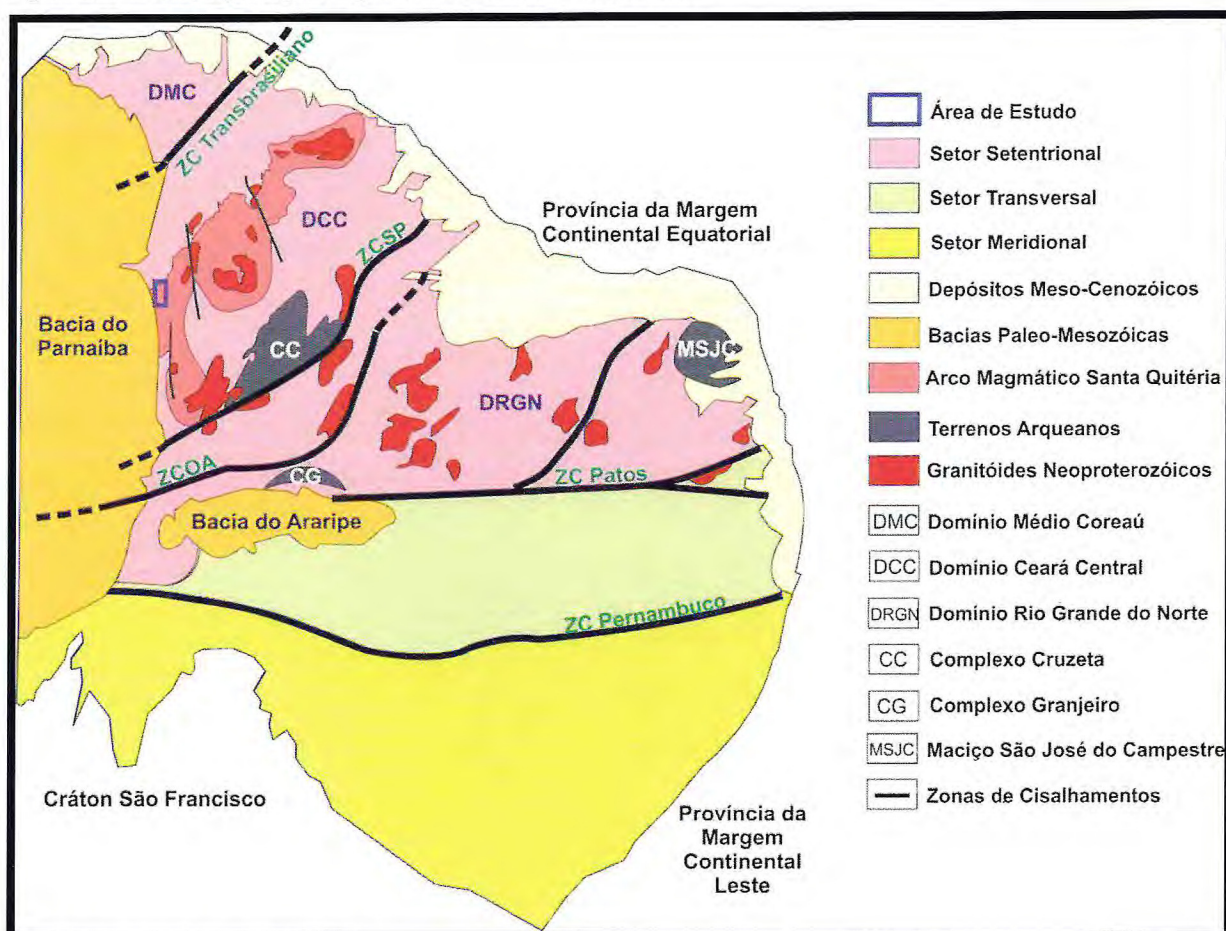 DMC
ZC Transbrasiliano
DCC
ZCSP
Província da Margem
Continental Equatorial
Bacia do
Parnaíba
CC
MSJC
DRGN
ZCOA
CG
ZC Patos
Bacia do Araripe
ZC Pernambuco
Cráton São Francisco
Província da
Margem
Continental
Leste
Área de Estudo
Setor Setentrional
Setor Transversal
Setor Meridional
Depósitos Meso-Cenozóicos
Bacias Paleo-Mesozóicas
Arco Magmático Santa Quitéria
Terrenos Arqueanos
Granitóides Neoproterozóicos
DMC Domínio Médio Coreaú
DCC Domínio Ceará Central
DRGN Domínio Rio Grande do Norte
CC Complexo Cruzeta
CG Complexo Granjeiro
MSJC Maciço São José do Campestre
Zonas de Cisalhamentos